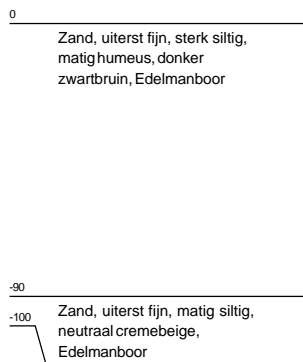 0
Zand, uiterst fijn, sterk siltig,
matig humeus, donker
zwartbruin, Edelmanboor
-90
-100
Zand, uiterst fijn, matig siltig,
neutraal cremebeige,
Edelmanboor